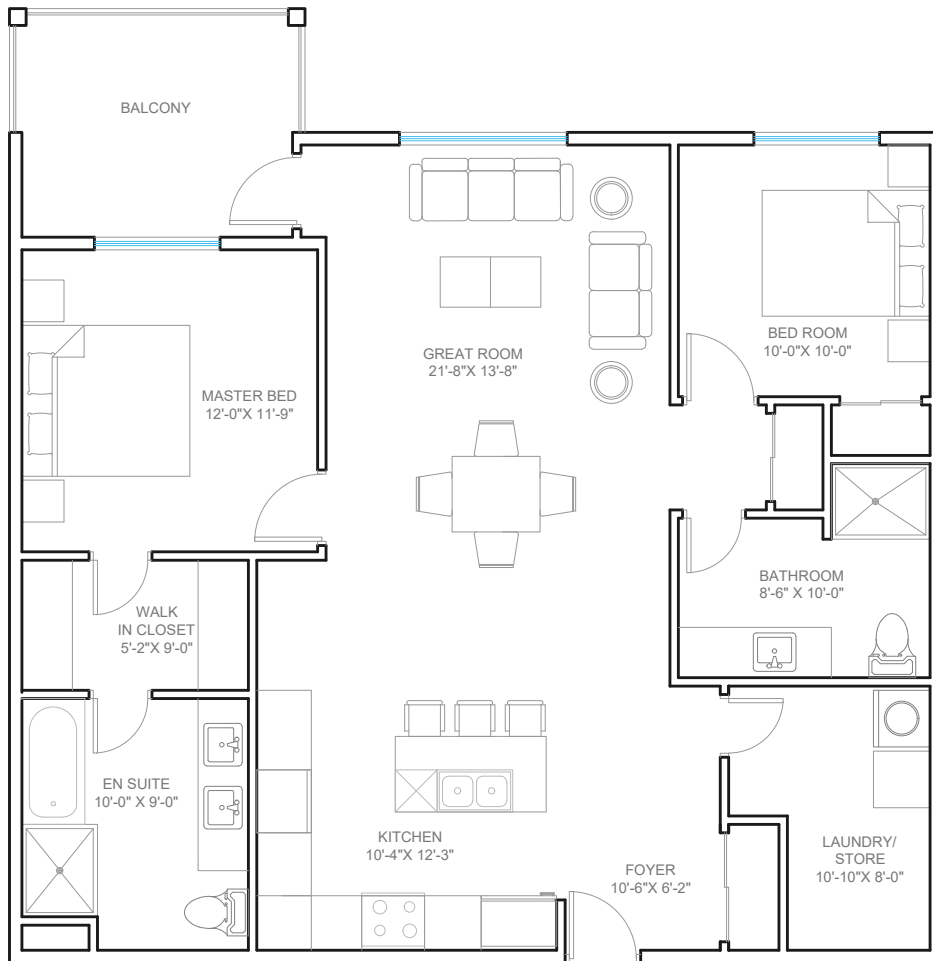 BALCONY
GREAT ROOM
21'-8"X 13'-8"
BED ROOM
10'-0"X 10'-0"
MASTER BED
12'-0"X 11'-9"
BATHROOM
8'-6" X 10'-0"
WALK
IN CLOSET
5'-2"X 9'-0"
EN SUITE
10'-0" X 9'-0"
KITCHEN
10'-4"X 12'-3"
FOYER
10'-6"X 6'-2"
LAUNDRY/
STORE
10'-10"X 8'-0"